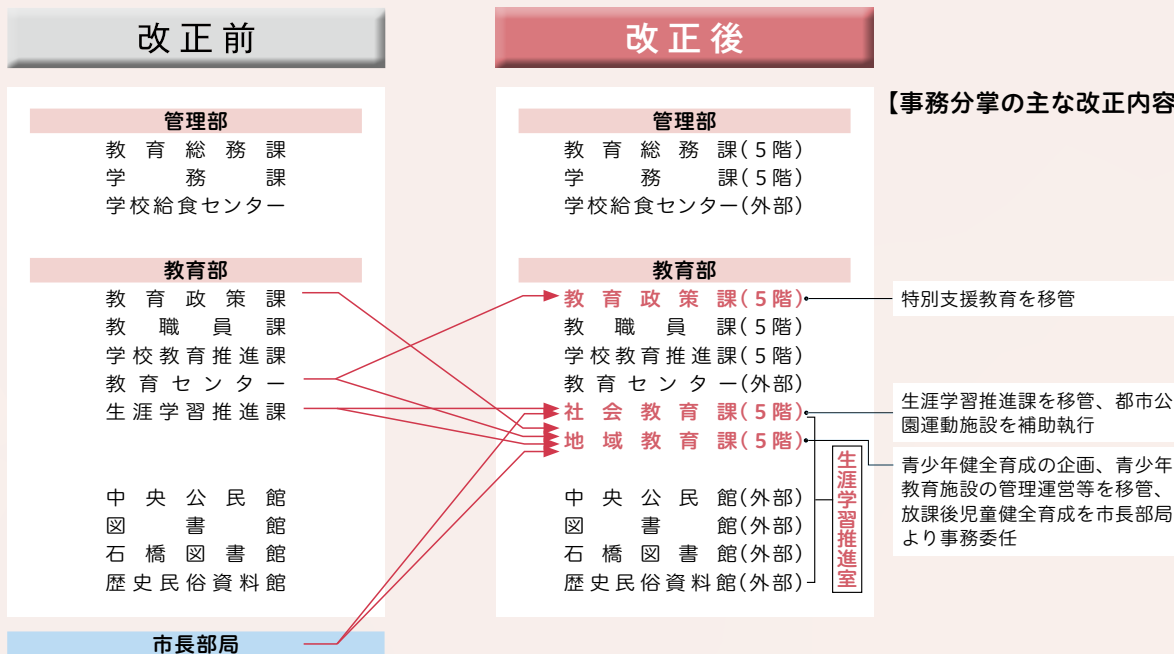 改正前
管理部
教育総務課
学務課
学校給食センター
教育部
教育政策課
教職員課
学校教育推進課
教育センター
生涯学習推進課
中央公民館
図書館
石橋図書館
歴史民俗資料館
市長部局
改正後
管理部
教育総務課(5階)
学務課(5階)
学校給食センター(外部)
教育部
教育政策課(5階)
教職員課(5階)
学校教育推進課(5階)
教育センター(外部)
社会教育課(5階)
地域教育課(5階)
中央公民館(外部)
図書館(外部)
石橋図書館(外部)
歴史民俗資料館(外部)
生涯学習推進室
【事務分掌の主な改正内容
特別支援教育を移管
生涯学習推進課を移管、都市公
園運動施設を補助執行
青少年健全育成の企画、青少年
教育施設の管理運営等を移管、
放課後児童健全育成を市長部局
より事務委任